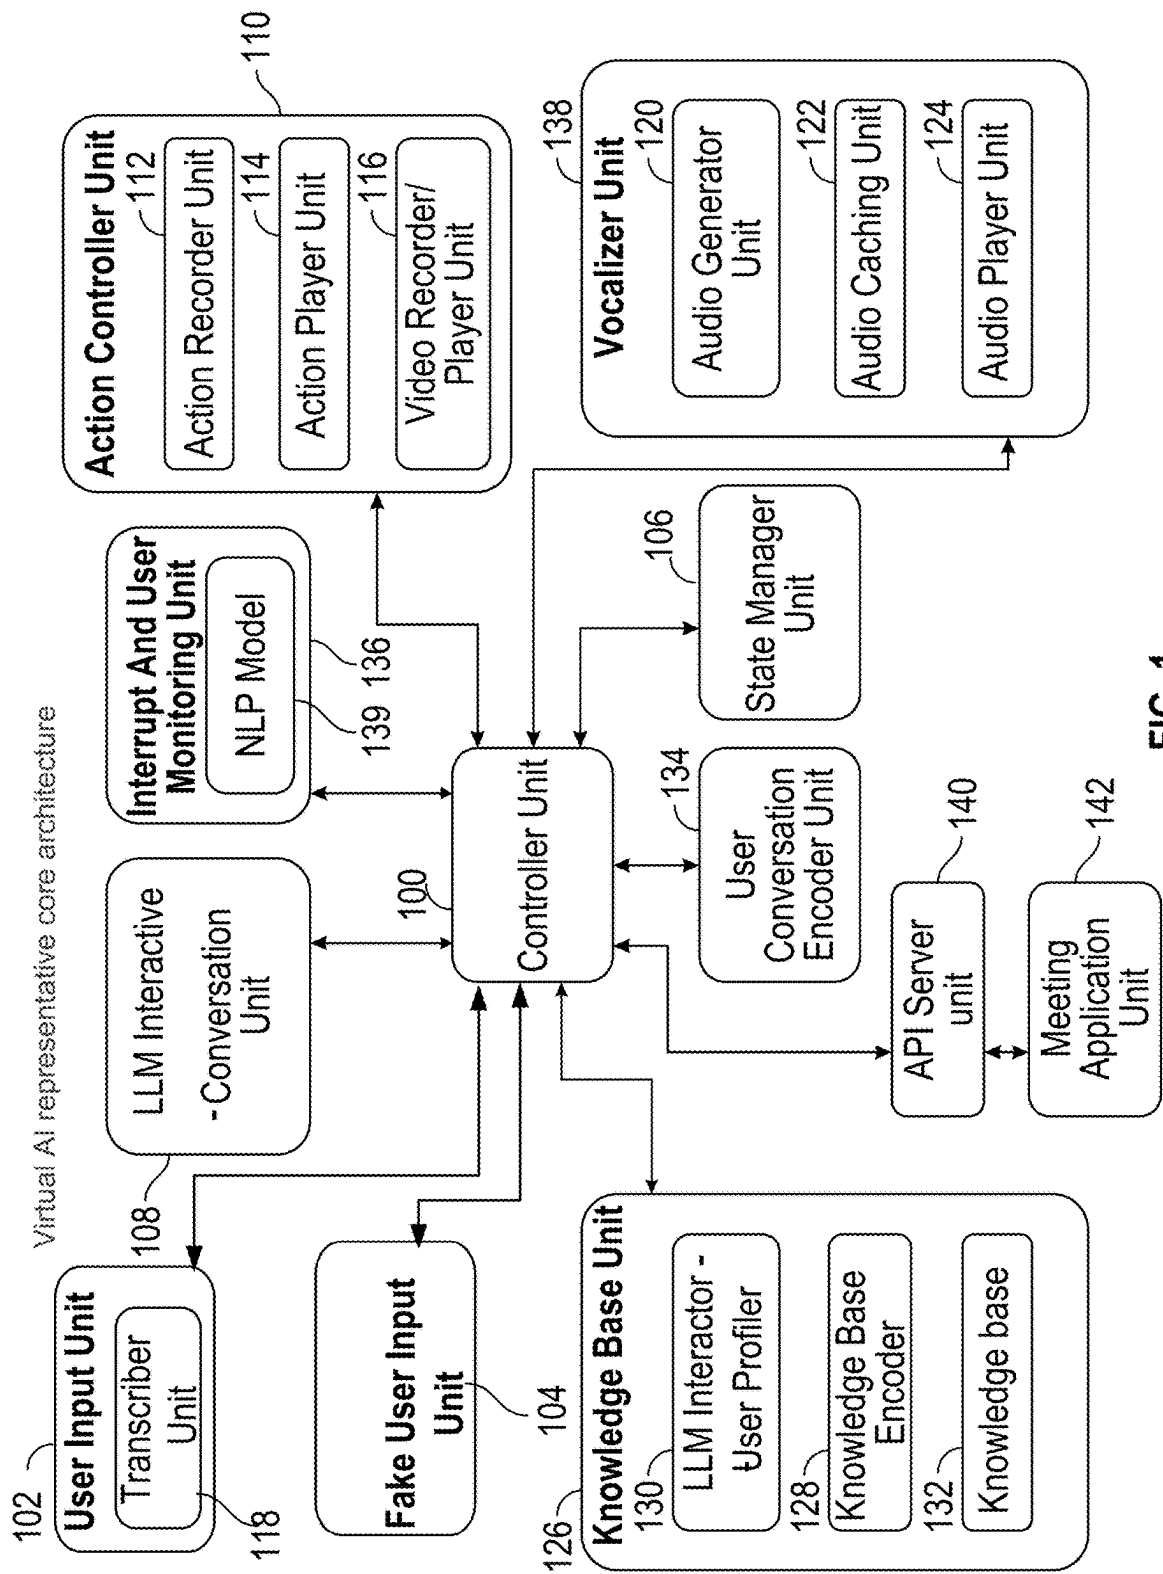 Virtual AI representative core architecture
102
User Input Unit
Transcriber
Unit
118
108
LLM Interactive
-Conversation
Unit
Interrupt And User
Monitoring Unit
NLP Model
139
136
Action Controller Unit
110
112
Action Recorder Unit
114
Action Player Unit
116
Video Recorder/
Player Unit
Fake User Input
Unit
104
100
Controller Unit
126
Knowledge Base Unit
130
LLM Interactor -
User Profiler
128
Knowledge Base
Encoder
132
Knowledge base
134
User
Conversation
Encoder Unit
106
State Manager
Unit
138
Vocalizer Unit
120
Audio Generator
Unit
122
Audio Caching Unit
124
Audio Player Unit
140
API Server
unit
142
Meeting
Application
Unit